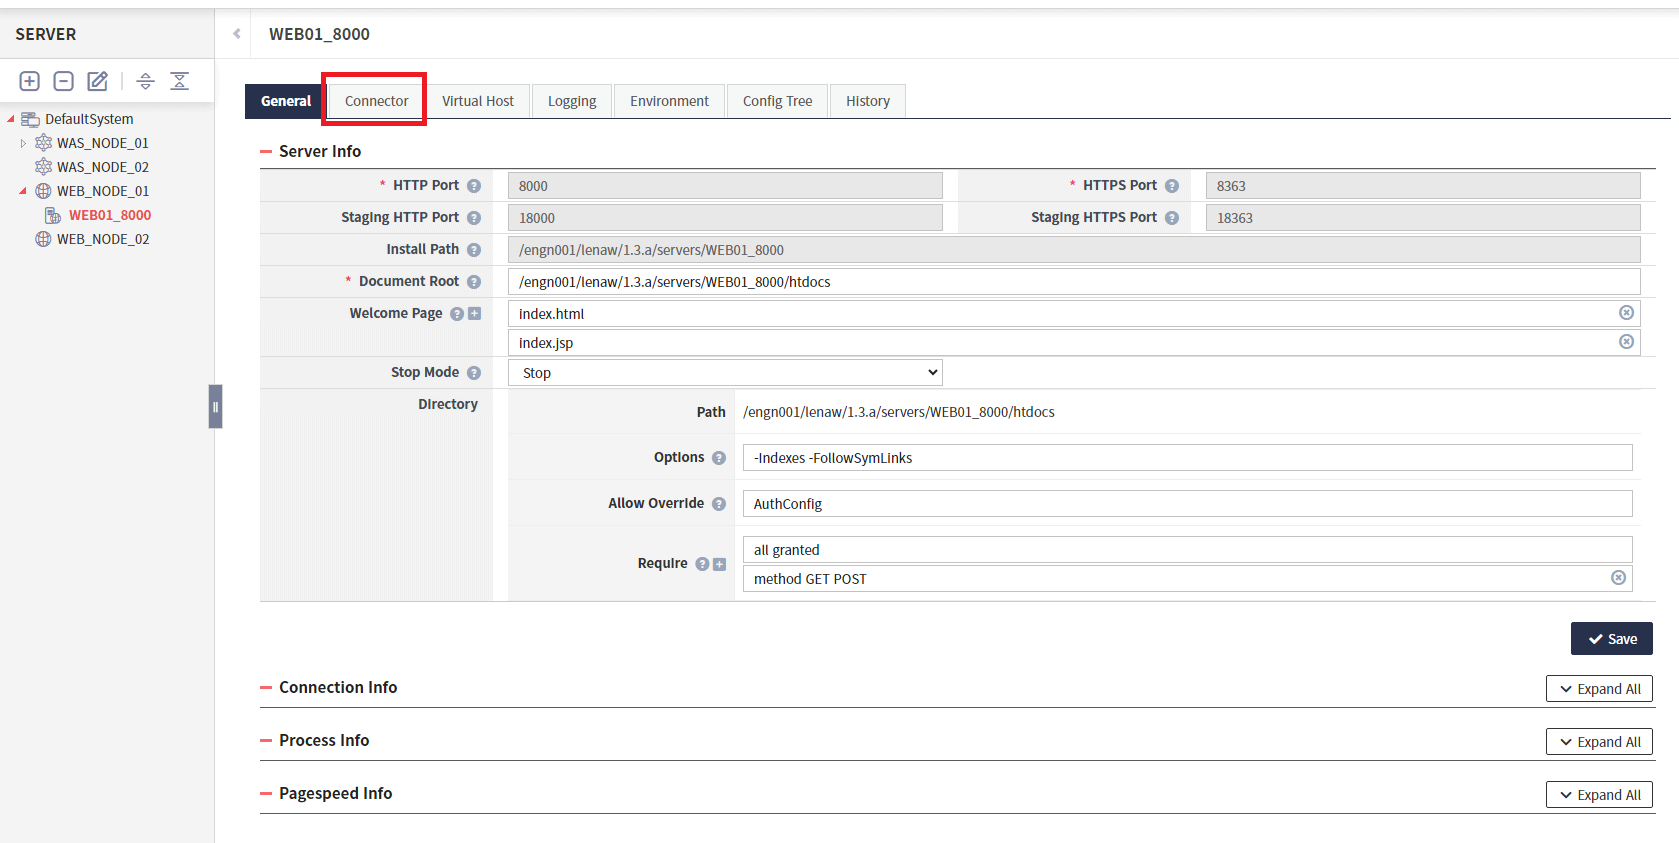 SERVER
WEB01_8000
DefaultSystem
WAS_NODE_01
WAS_NODE_02
WEB_NODE_01
WEB01_8000
WEB_NODE_02
General Connector Virtual Host Logging Environment Config Tree History
Server Info
* HTTP Port 8000 * HTTPS Port 8363
Staging HTTP Port 18000 Staging HTTPS Port 18363
Install Path /engn001/lenaw/1.3.a/servers/WEB01_8000
* Document Root /engn001/lenaw/1.3.a/servers/WEB01_8000/htdocs
Welcome Page index.html
index.jsp
Stop Mode Stop
Directory
Path /engn001/lenaw/1.3.a/servers/WEB01_8000/htdocs
Options -Indexes -FollowSymLinks
Allow Override AuthConfig
Require all granted
method GET POST
Save
Connection Info Expand All
Process Info Expand All
Pagespeed Info Expand All